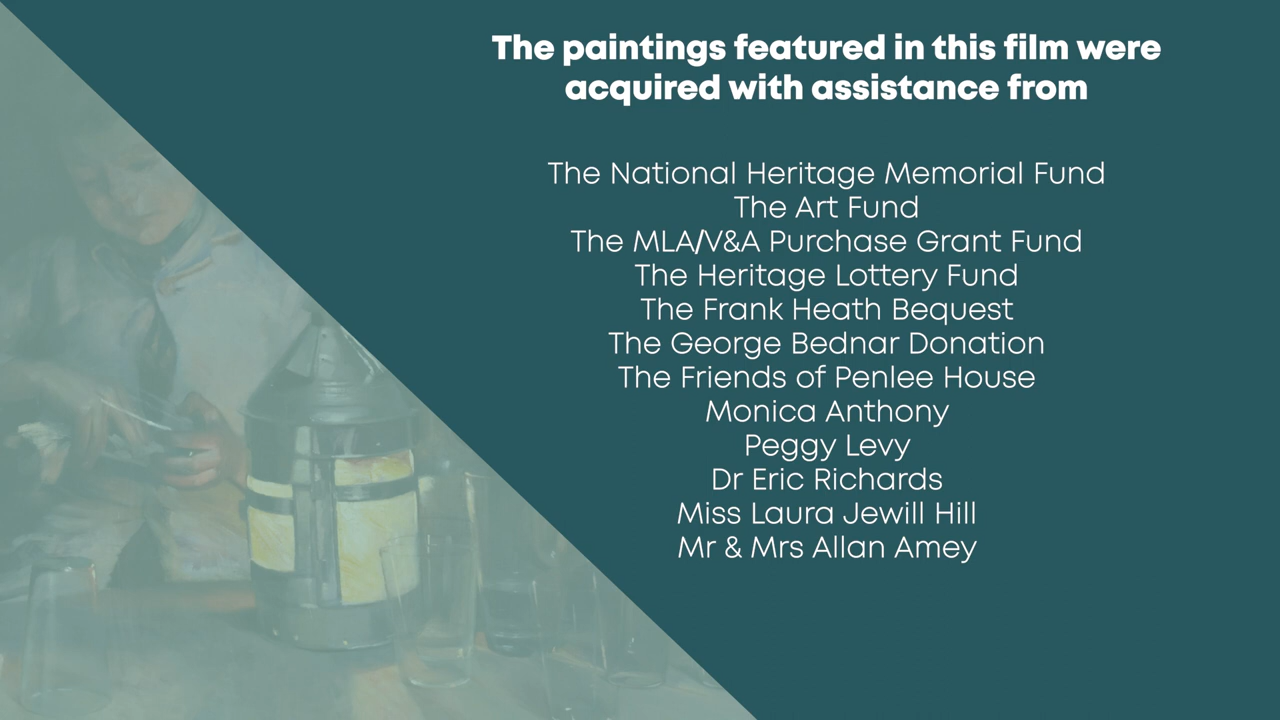 The paintings featured in this film were
acquired with assistance from
The National Heritage Memorial Fund
The Art Fund
The MLA/V&A Purchase Grant Fund
The Heritage Lottery Fund
The Frank Heath Bequest
The George Bednar Donation
The Friends of Penlee House
Monica Anthony
Peggy Levy
Dr Eric Richards
Miss Laura Jewill Hill
Mr & Mrs Allan Amey